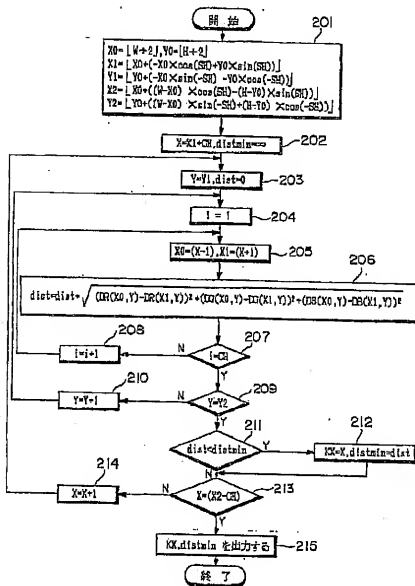 開始
201
X0=⌊W÷2⌋,Y0=⌊H÷2⌋
X1=⌊X0+(-X0×cos(SH)+Y0×sin(SH))⌋
Y1=⌊Y0+(-X0×sin(-SH)-Y0×cos(-SH))⌋
X2=⌊X0+((W-X0)×cos(SH)-(H-Y0)×sin(SH))⌋
Y2=⌊Y0+((W-X0)×sin(-SH)+(H-Y0)×cos(-SH))⌋
X=X1+CH,distmin=∞
202
Y=Y1,dist=0
203
i=1
204
X0=(X-i),X1=(X+i)
205
206
dist=dist+√(DR(X0,Y)-DR(X1,Y))²+(DG(X0,Y)-DG(X1,Y))²+(DB(X0,Y)-DB(X1,Y))²
208
i=i+1
N
i=CH
207
Y
210
Y=Y+1
N
Y=Y2
209
Y
211
dist<distmin
Y
212
KX=X,distmin=dist
N
214
X=X+1
N
X=(X2-CH)
213
Y
KX,distmin を出力する
215
終了